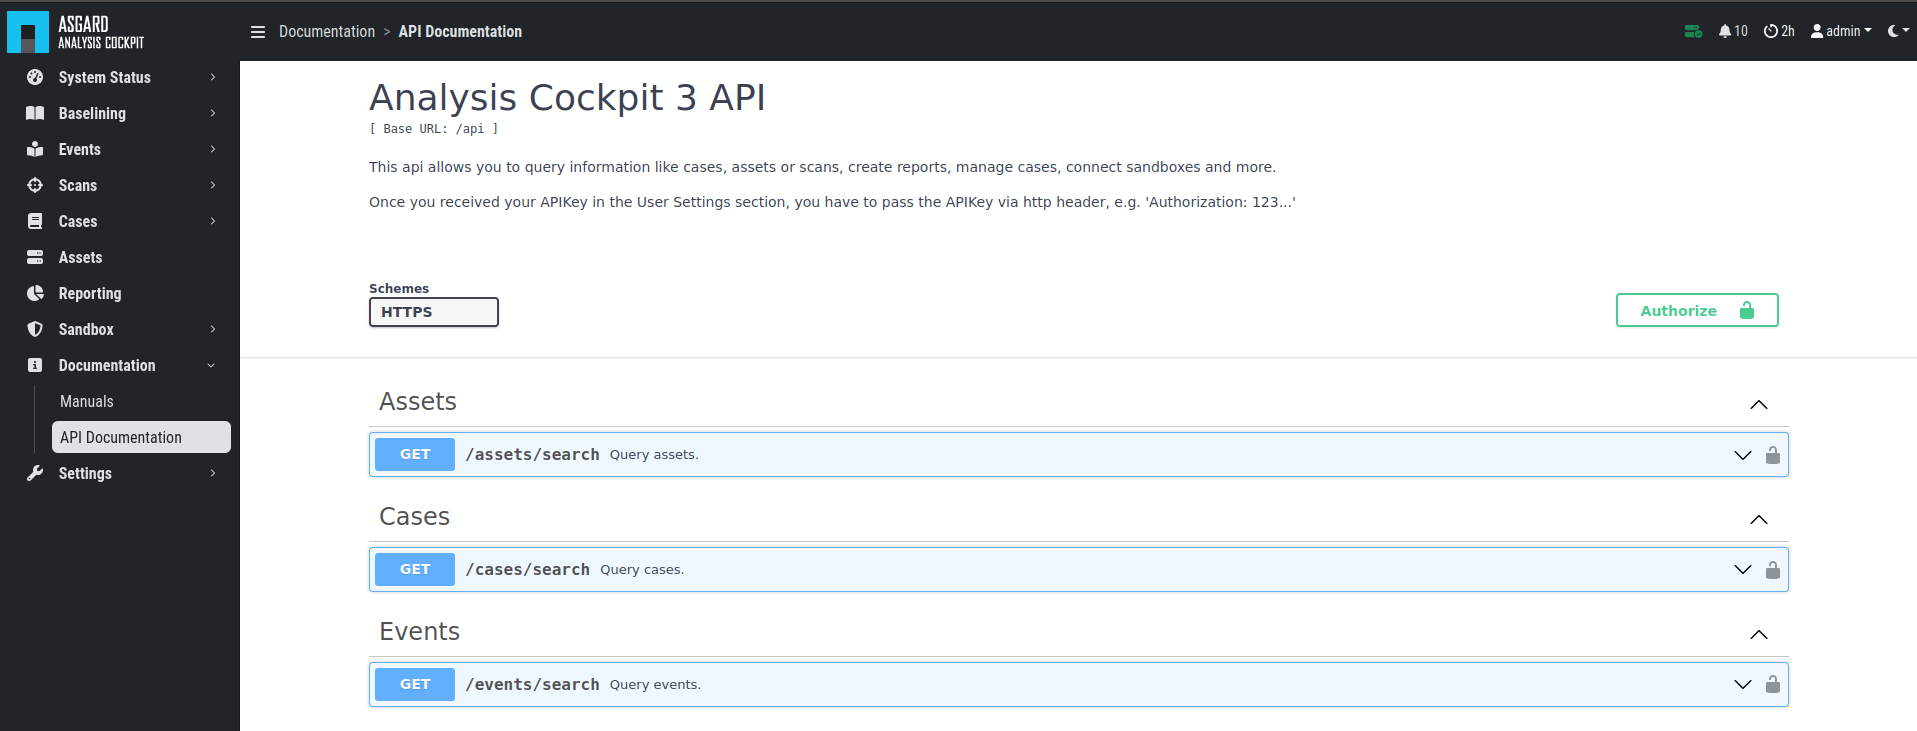 ASGARD
ANALYSIS COCKPIT
Documentation > API Documentation
10
2h
admin
System Status
Baselining
Events
Scans
Cases
Assets
Reporting
Sandbox
Documentation
Manuals
API Documentation
Settings
Analysis Cockpit 3 API
[ Base URL: /api ]
This api allows you to query information like cases, assets or scans, create reports, manage cases, connect sandboxes and more.
Once you received your APIKey in the User Settings section, you have to pass the APIKey via http header, e.g. 'Authorization: 123...'
Schemes
HTTPS
Authorize
Assets
GET /assets/search Query assets.
Cases
GET /cases/search Query cases.
Events
GET /events/search Query events.